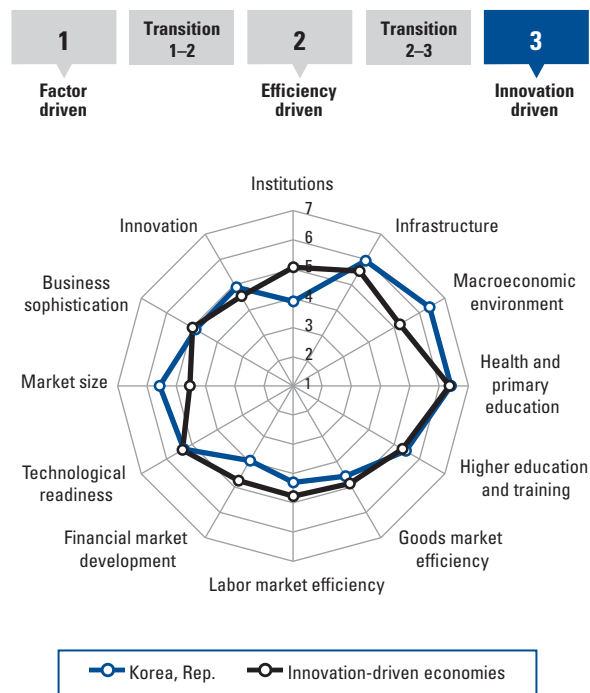 1
Transition
1–2
2
Transition
2–3
3
Factor
driven
Efficiency
driven
Innovation
driven
Institutions
Infrastructure
Macroeconomic
environment
Health and
primary
education
Higher education
and training
Goods market
efficiency
Labor market efficiency
Financial market
development
Technological
readiness
Market size
Business
sophistication
Innovation
7
6
5
4
3
2
1
Korea, Rep.
Innovation-driven economies